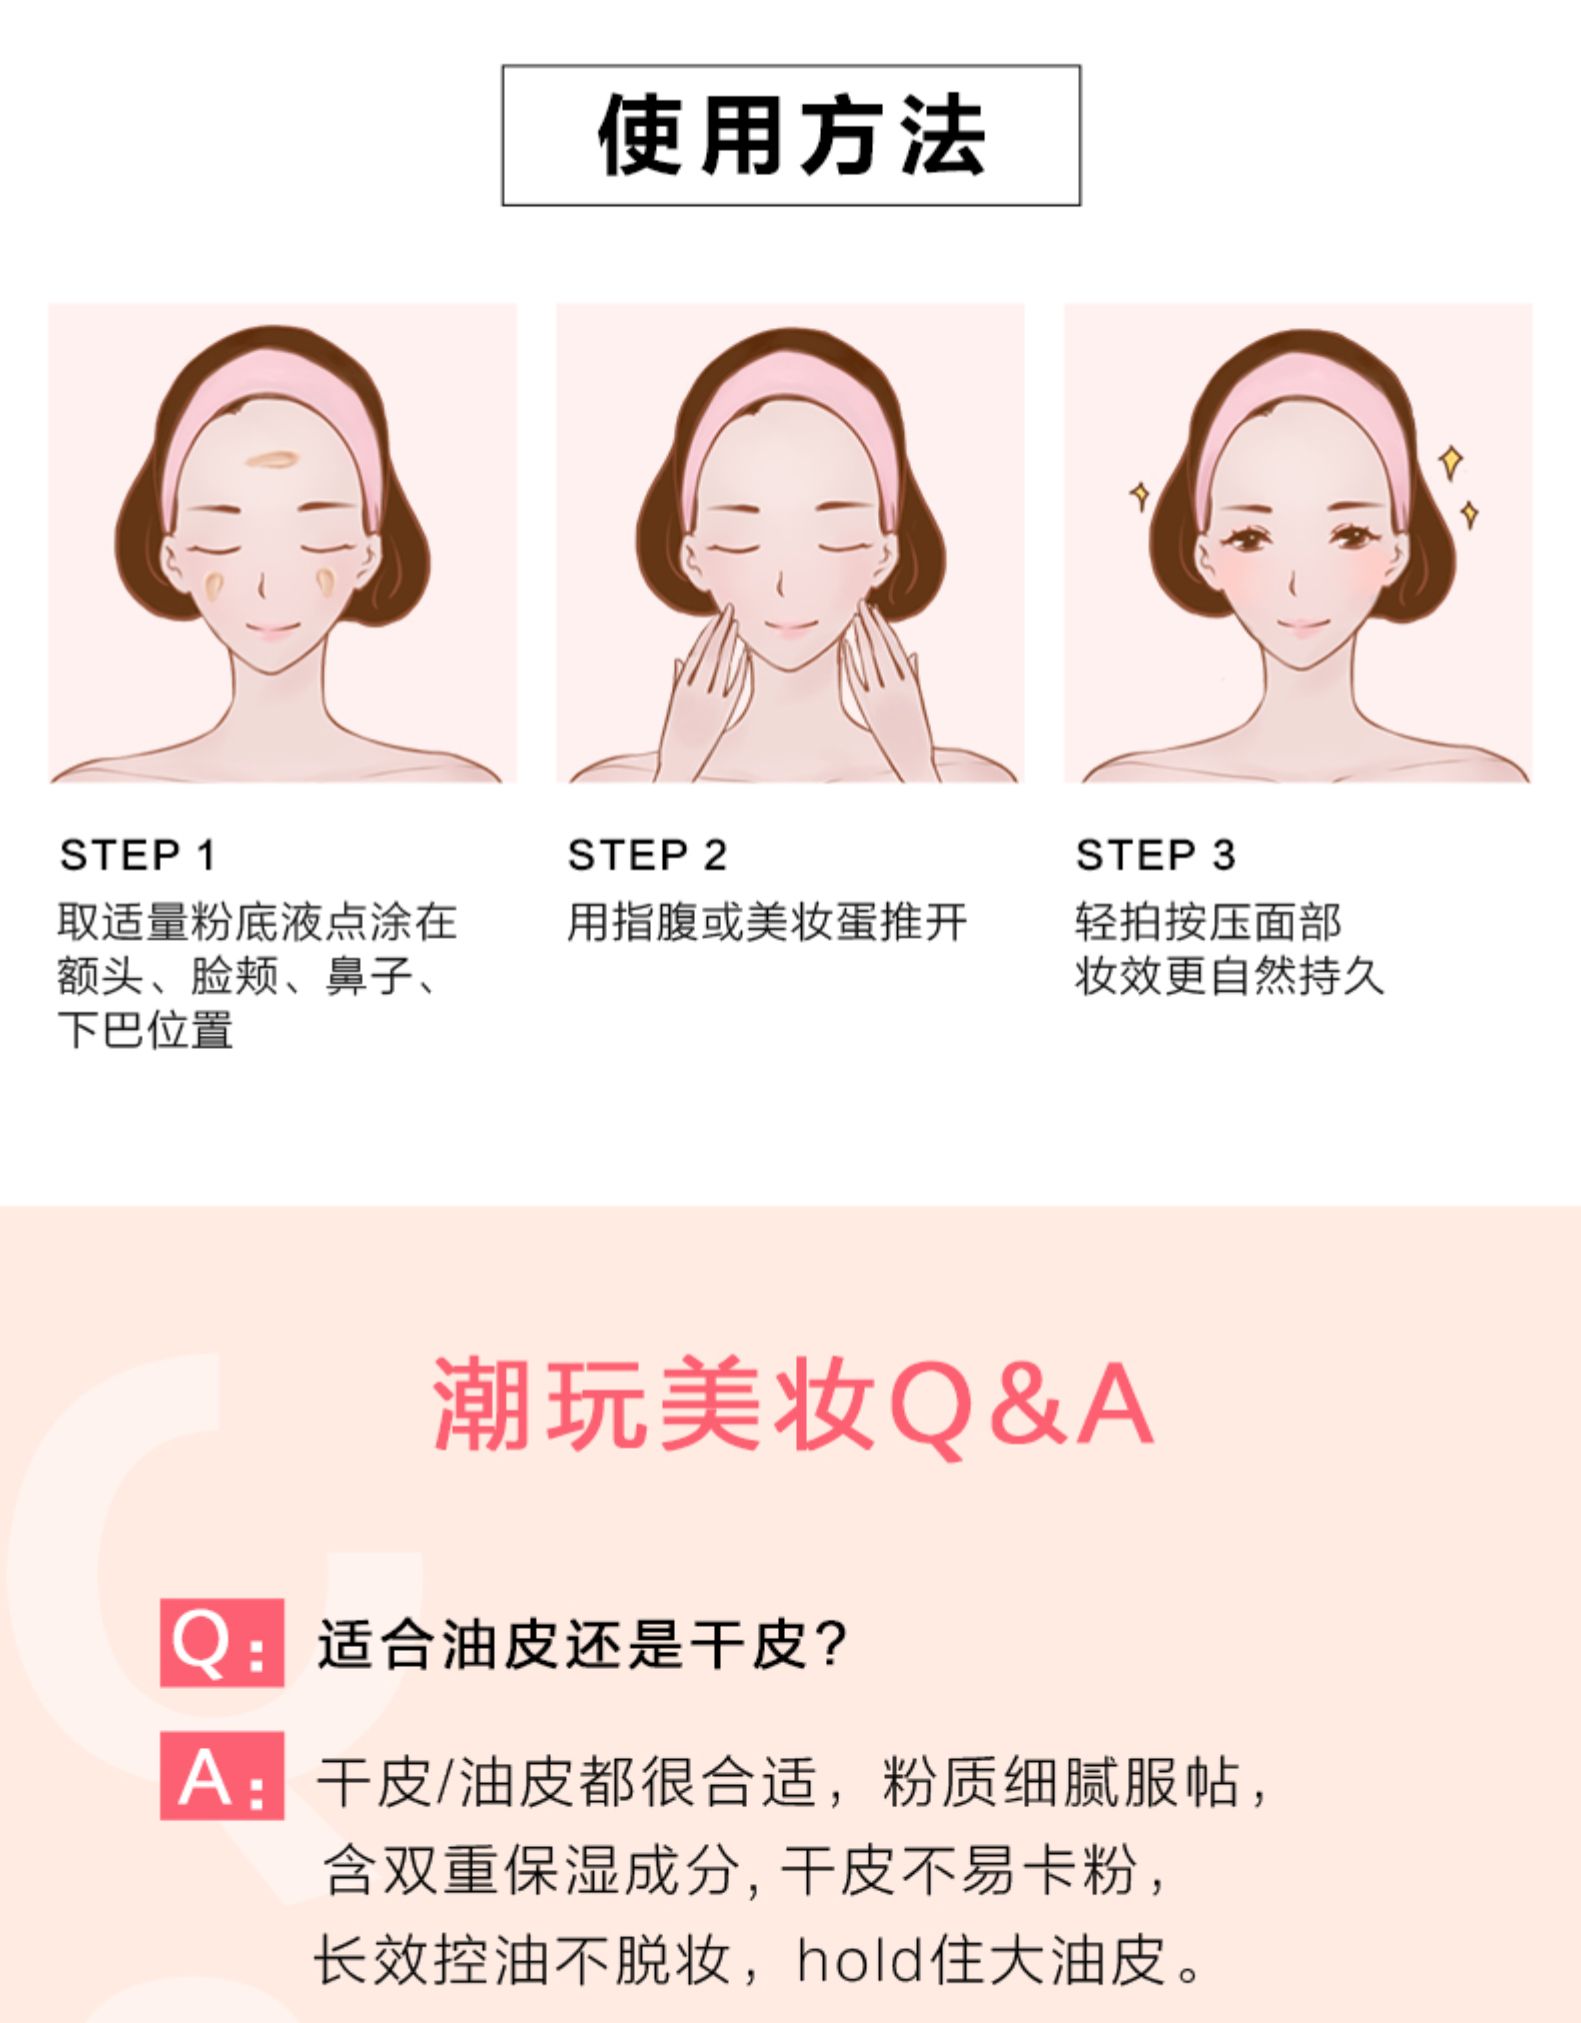 使用方法
STEP 1
取适量粉底液点涂在
额头、脸颊、鼻子、
下巴位置
STEP 2
用指腹或美妆蛋推开
STEP 3
轻拍按压面部
妆效更自然持久
潮玩美妆Q&A
Q：适合油皮还是干皮？
A：干皮/油皮都很合适，粉质细腻服帖，
含双重保湿成分,干皮不易卡粉，
长效控油不脱妆，hold住大油皮。